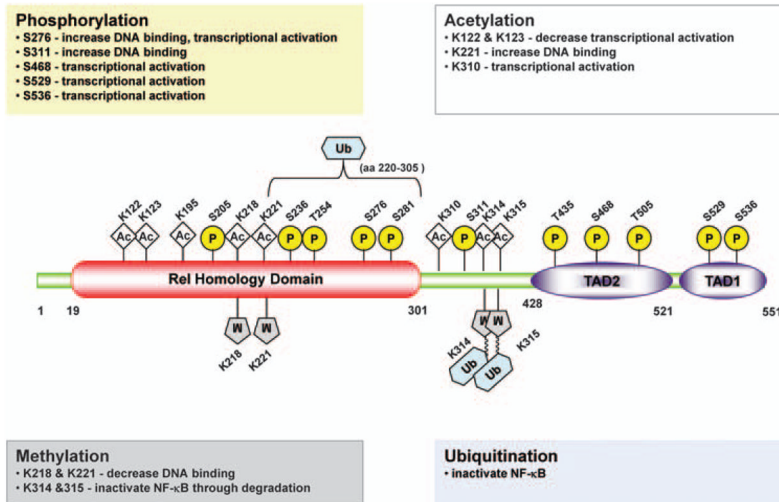 Phosphorylation
• S276 - increase DNA binding, transcriptional activation
• S311 - increase DNA binding
• S468 - transcriptional activation
• S529 - transcriptional activation
• S536 - transcriptional activation
Acetylation
• K122 & K123 - decrease transcriptional activation
• K221 - increase DNA binding
• K310 - transcriptional activation
Ub
(aa 220-305 )
K122 K123 K195 S205 K218 K221 S236 T254 S276 S281 K310 S311 K314 K315 T435 S468 T505 S529 S536
Ac Ac Ac P Ac Ac P P P P Ac P Ac Ac P P P P P
Rel Homology Domain TAD2 TAD1
1 19 301 428 521 551
M M M M
K218 K221 K314 K315
Ub Ub
Methylation
• K218 & K221 - decrease DNA binding
• K314 &315 - inactivate NF-κB through degradation
Ubiquitination
• inactivate NF-κB